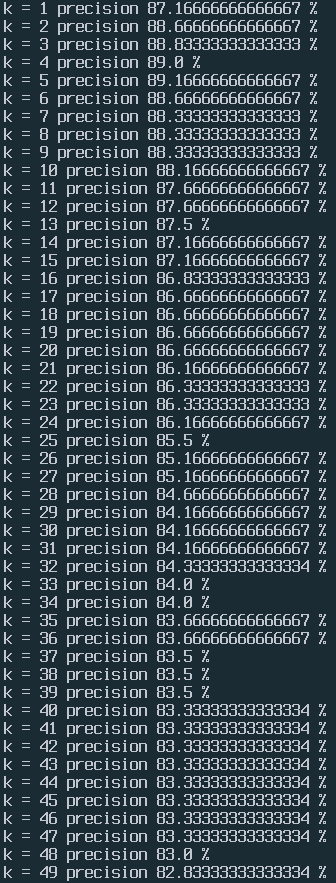 k = 1 precision 87.16666666666667 %
k = 2 precision 88.66666666666667 %
k = 3 precision 88.83333333333333 %
k = 4 precision 89.0 %
k = 5 precision 89.16666666666667 %
k = 6 precision 88.66666666666667 %
k = 7 precision 88.33333333333333 %
k = 8 precision 88.33333333333333 %
k = 9 precision 88.33333333333333 %
k = 10 precision 88.16666666666667 %
k = 11 precision 87.66666666666667 %
k = 12 precision 87.66666666666667 %
k = 13 precision 87.5 %
k = 14 precision 87.16666666666667 %
k = 15 precision 87.16666666666667 %
k = 16 precision 86.83333333333333 %
k = 17 precision 86.66666666666667 %
k = 18 precision 86.66666666666667 %
k = 19 precision 86.66666666666667 %
k = 20 precision 86.66666666666667 %
k = 21 precision 86.16666666666667 %
k = 22 precision 86.33333333333333 %
k = 23 precision 86.33333333333333 %
k = 24 precision 86.16666666666667 %
k = 25 precision 85.5 %
k = 26 precision 85.16666666666667 %
k = 27 precision 85.16666666666667 %
k = 28 precision 84.66666666666667 %
k = 29 precision 84.16666666666667 %
k = 30 precision 84.16666666666667 %
k = 31 precision 84.16666666666667 %
k = 32 precision 84.33333333333334 %
k = 33 precision 84.0 %
k = 34 precision 84.0 %
k = 35 precision 83.66666666666667 %
k = 36 precision 83.66666666666667 %
k = 37 precision 83.5 %
k = 38 precision 83.5 %
k = 39 precision 83.5 %
k = 40 precision 83.33333333333334 %
k = 41 precision 83.33333333333334 %
k = 42 precision 83.33333333333334 %
k = 43 precision 83.33333333333334 %
k = 44 precision 83.33333333333334 %
k = 45 precision 83.33333333333334 %
k = 46 precision 83.33333333333334 %
k = 47 precision 83.33333333333334 %
k = 48 precision 83.0 %
k = 49 precision 82.83333333333334 %